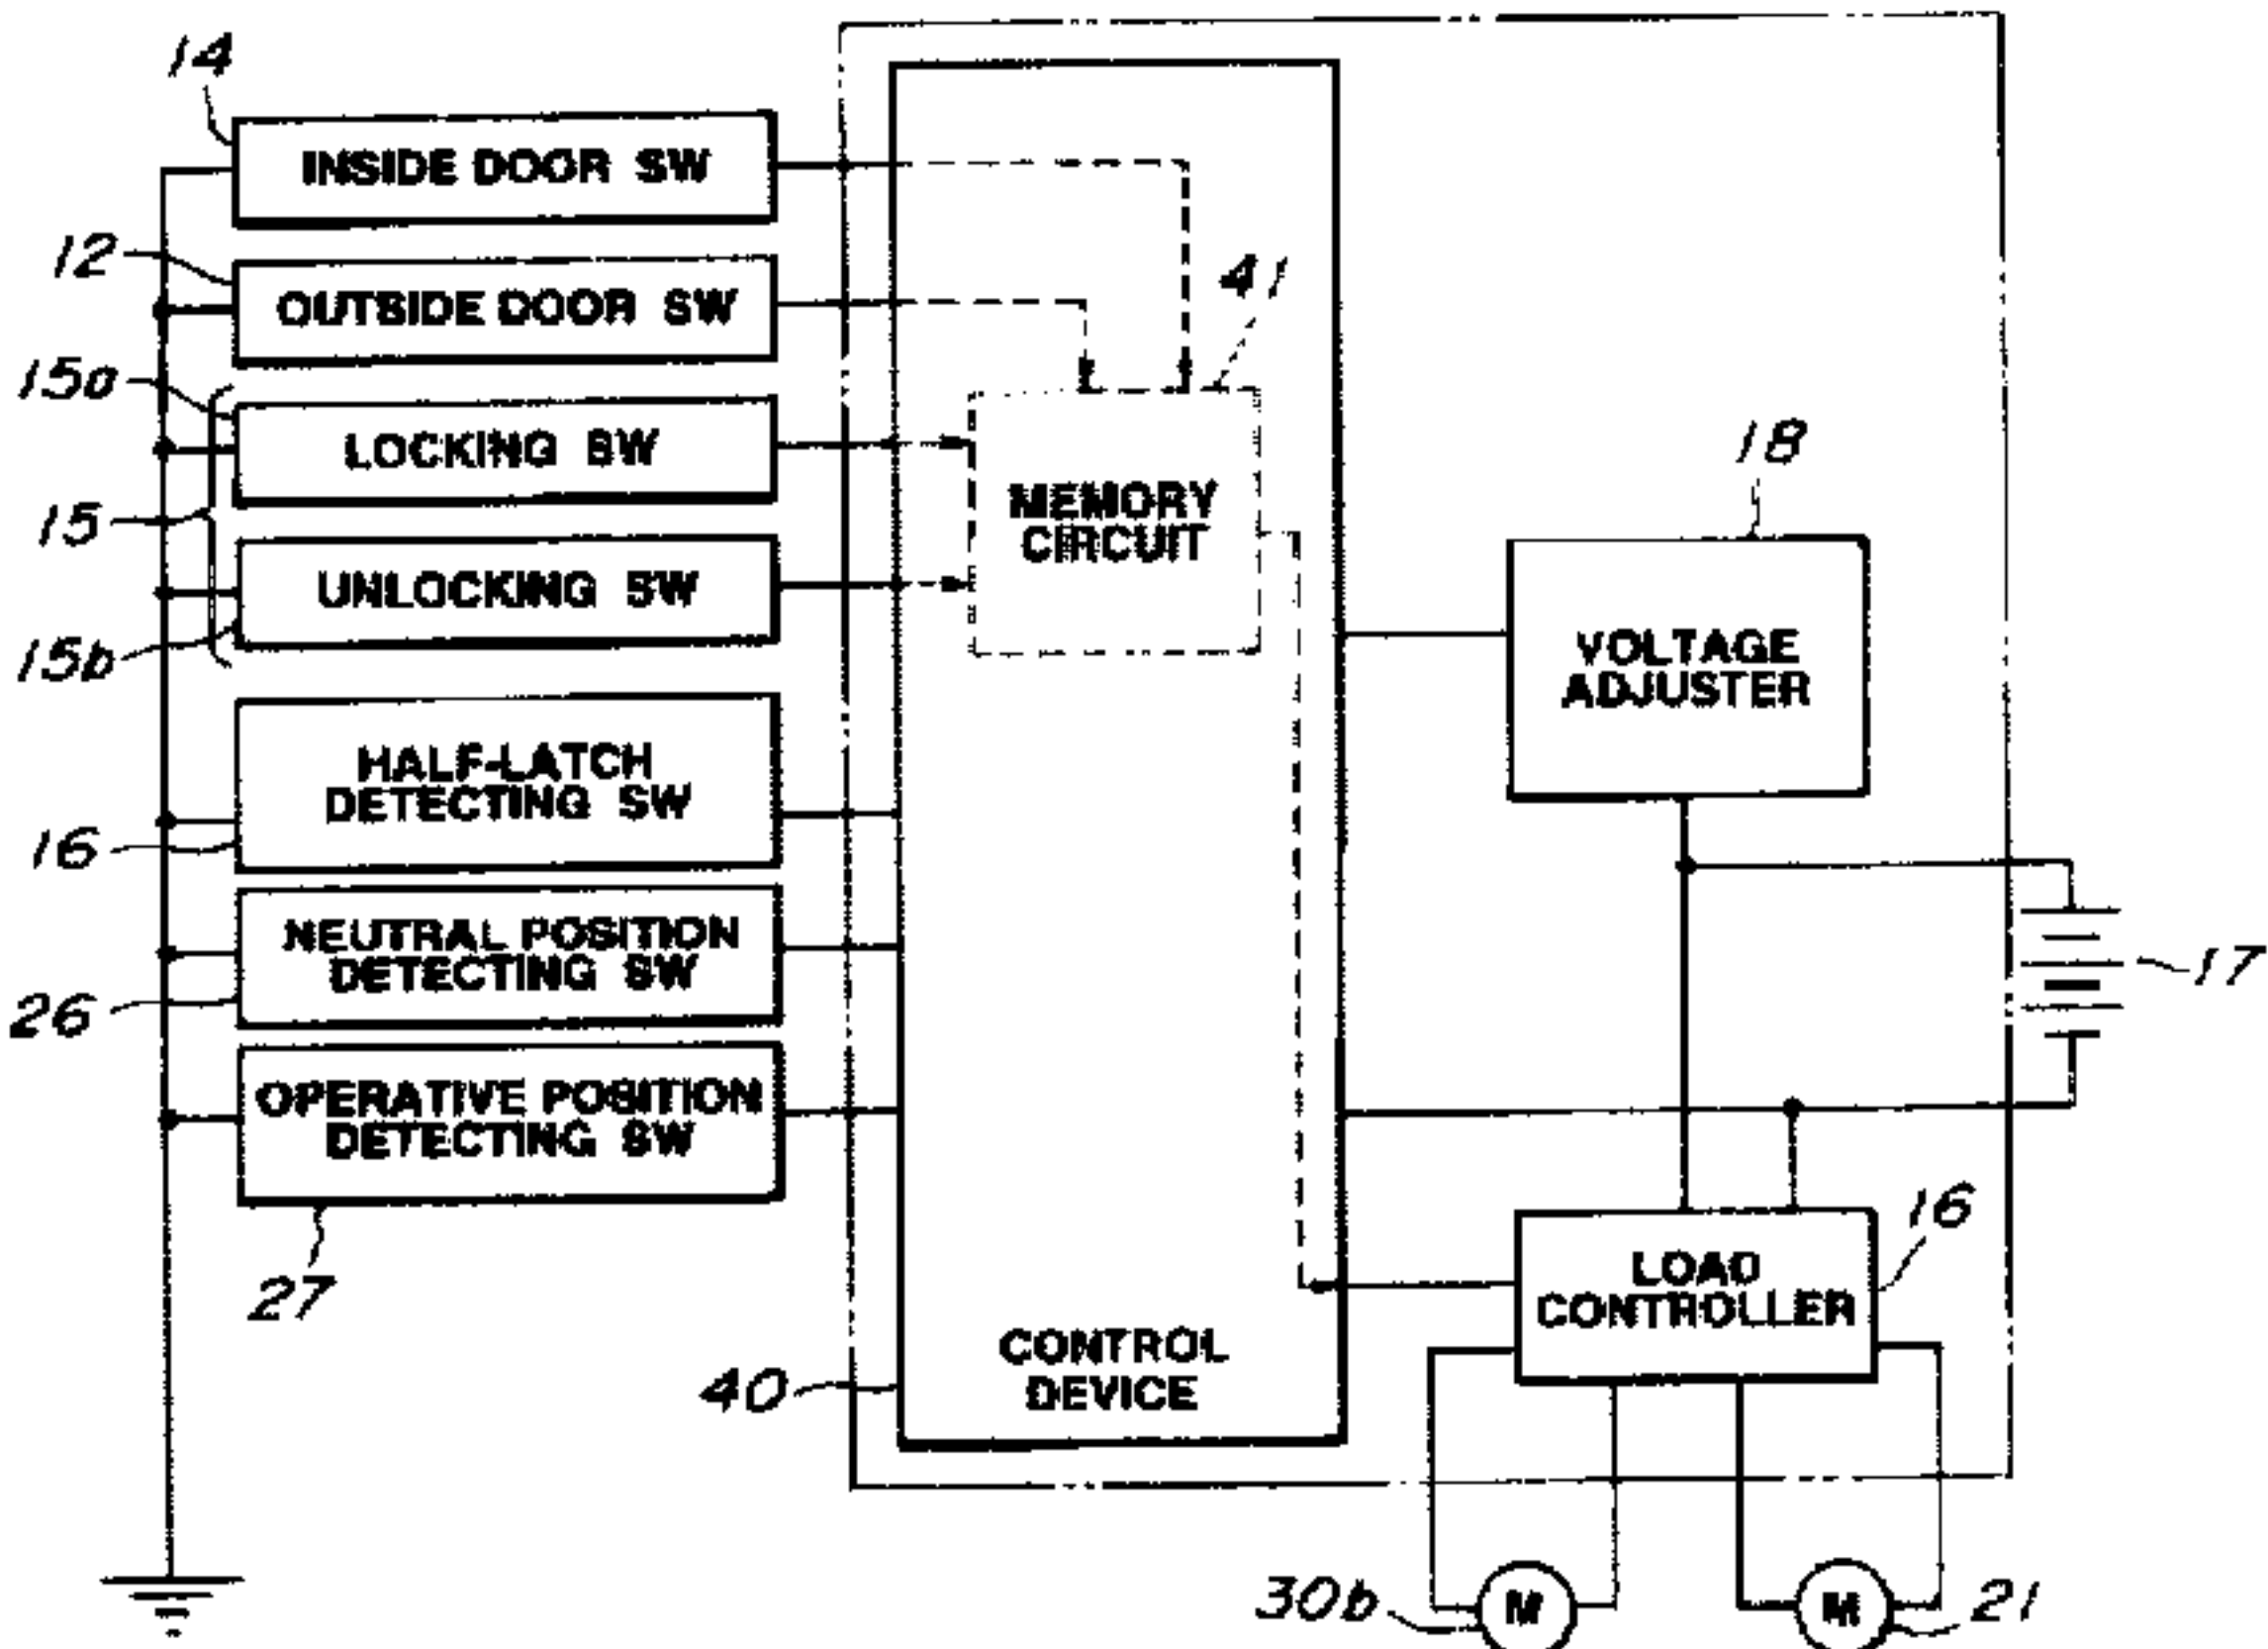 14
INSIDE DOOR SW
12
OUTSIDE DOOR SW
41
15a
LOCKING SW
15
MEMORY
CIRCUIT
UNLOCKING SW
15b
18
VOLTAGE
ADJUSTER
HALF-LATCH
DETECTING SW
16
NEUTRAL POSITION
DETECTING SW
26
17
OPERATIVE POSITION
DETECTING SW
27
16
LOAD
CONTROLLER
CONTROL
DEVICE
40
30b
M
M
21